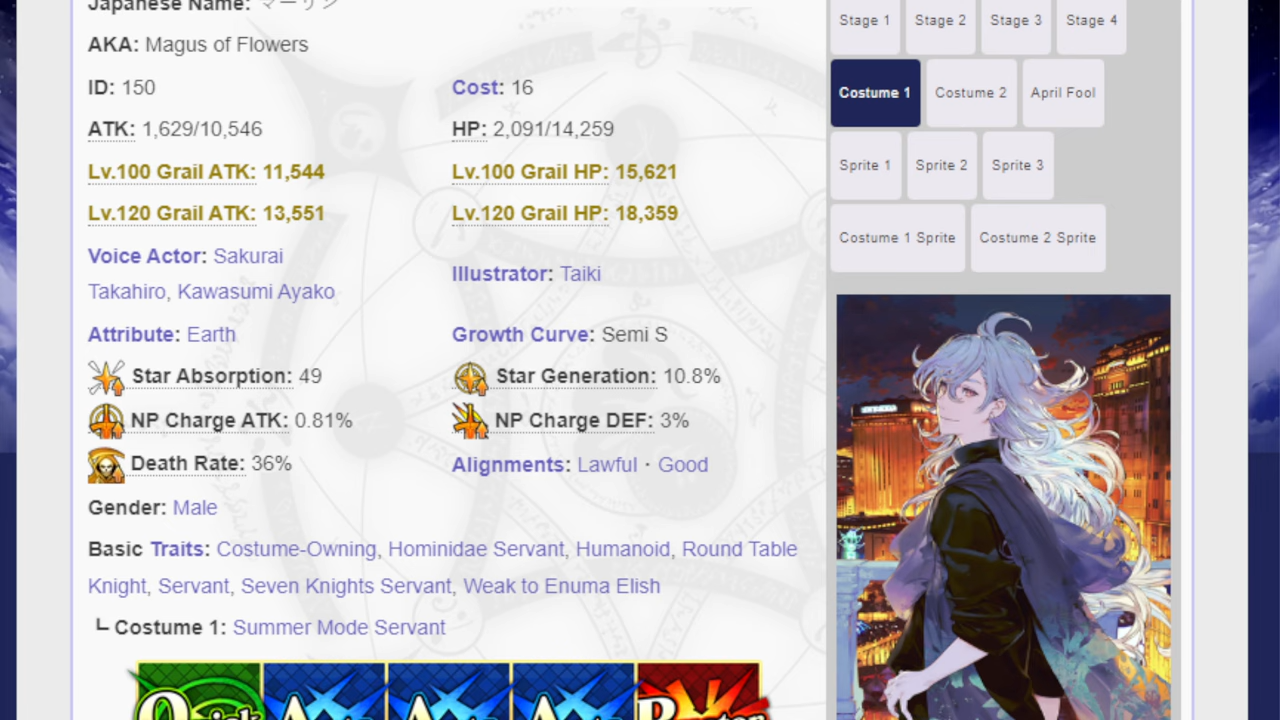 Japanese Name: マーリン
AKA: Magus of Flowers
ID: 150
Cost: 16
ATK: 1,629/10,546
HP: 2,091/14,259
Lv.100 Grail ATK: 11,544
Lv.100 Grail HP: 15,621
Lv.120 Grail ATK: 13,551
Lv.120 Grail HP: 18,359
Voice Actor: Sakurai
Takahiro, Kawasumi Ayako
Illustrator: Taiki
Attribute: Earth
Growth Curve: Semi S
Star Absorption: 49
Star Generation: 10.8%
NP Charge ATK: 0.81%
NP Charge DEF: 3%
Death Rate: 36%
Alignments: Lawful · Good
Gender: Male
Basic Traits: Costume-Owning, Hominidae Servant, Humanoid, Round Table
Knight, Servant, Seven Knights Servant, Weak to Enuma Elish
┗ Costume 1: Summer Mode Servant
Stage 1 Stage 2 Stage 3 Stage 4
Costume 1 Costume 2 April Fool
Sprite 1 Sprite 2 Sprite 3
Costume 1 Sprite Costume 2 Sprite